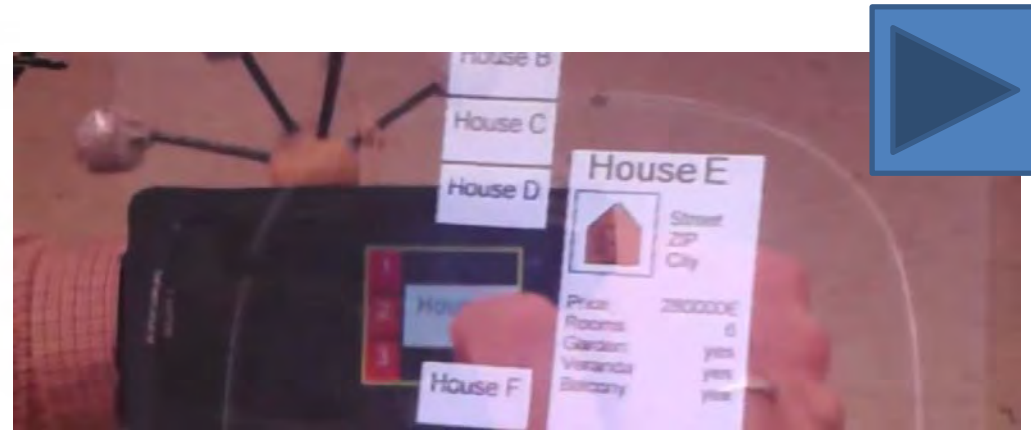 House B
House C
House D
House E
Street
ZIP
City
Price 280000€
Rooms 6
Garden yes
Veranda yes
Balcony yes
1
2
3
House F